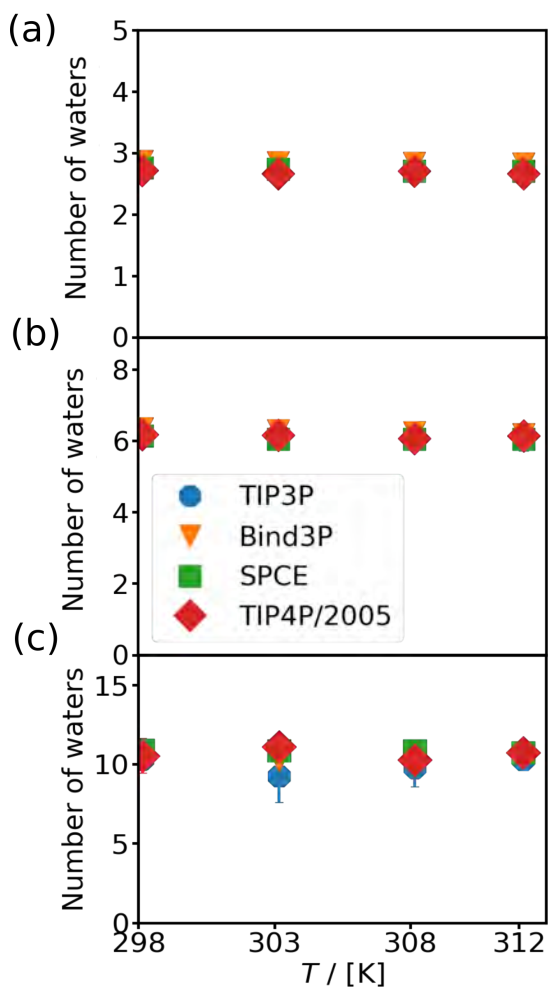 (a)
Number of waters
5
4
3
2
1
0
(b)
Number of waters
8
6
4
2
0
TIP3P
Bind3P
SPCE
TIP4P/2005
(c)
Number of waters
15
10
5
0
298 303 308 312
T / [K]